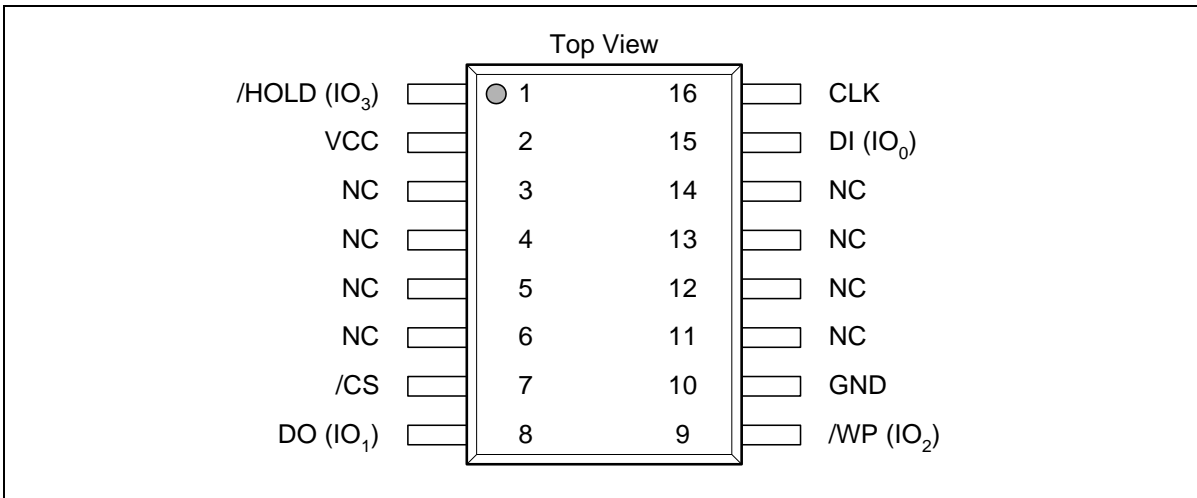 Top View
/HOLD (IO3) 1 16 CLK
VCC 2 15 DI (IO0)
NC 3 14 NC
NC 4 13 NC
NC 5 12 NC
NC 6 11 NC
/CS 7 10 GND
DO (IO1) 8 9 /WP (IO2)